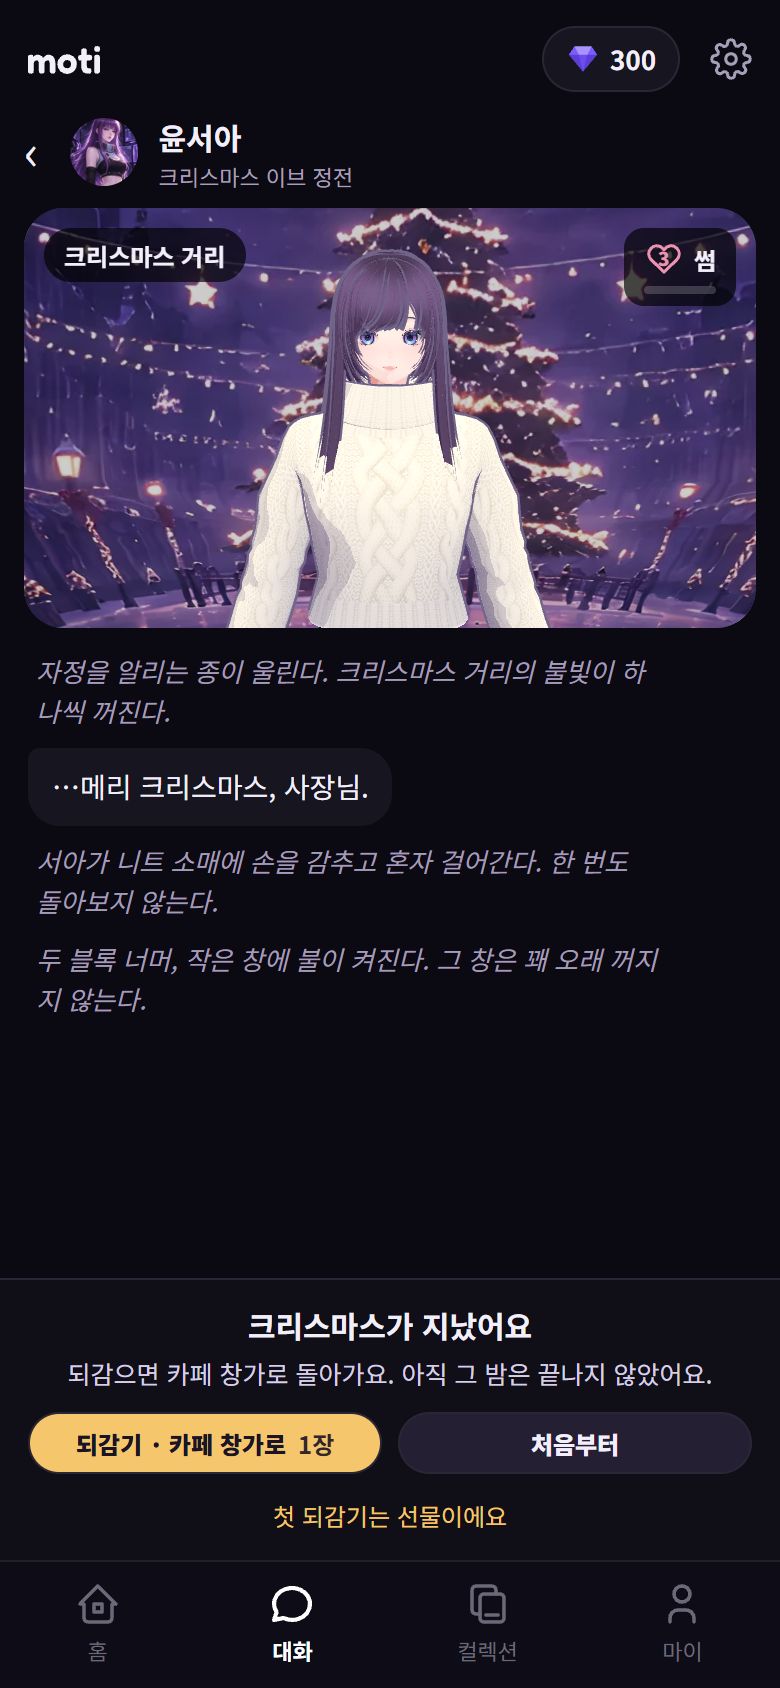 moti
300
윤서아
크리스마스 이브 정전
크리스마스 거리
3 썸
자정을 알리는 종이 울린다. 크리스마스 거리의 불빛이 하
나씩 꺼진다.
…메리 크리스마스, 사장님.
서아가 니트 소매에 손을 감추고 혼자 걸어간다. 한 번도
돌아보지 않는다.
두 블록 너머, 작은 창에 불이 켜진다. 그 창은 꽤 오래 꺼지
지 않는다.
크리스마스가 지났어요
되감으면 카페 창가로 돌아가요. 아직 그 밤은 끝나지 않았어요.
되감기 · 카페 창가로 1장
처음부터
첫 되감기는 선물이에요
홈
대화
컬렉션
마이